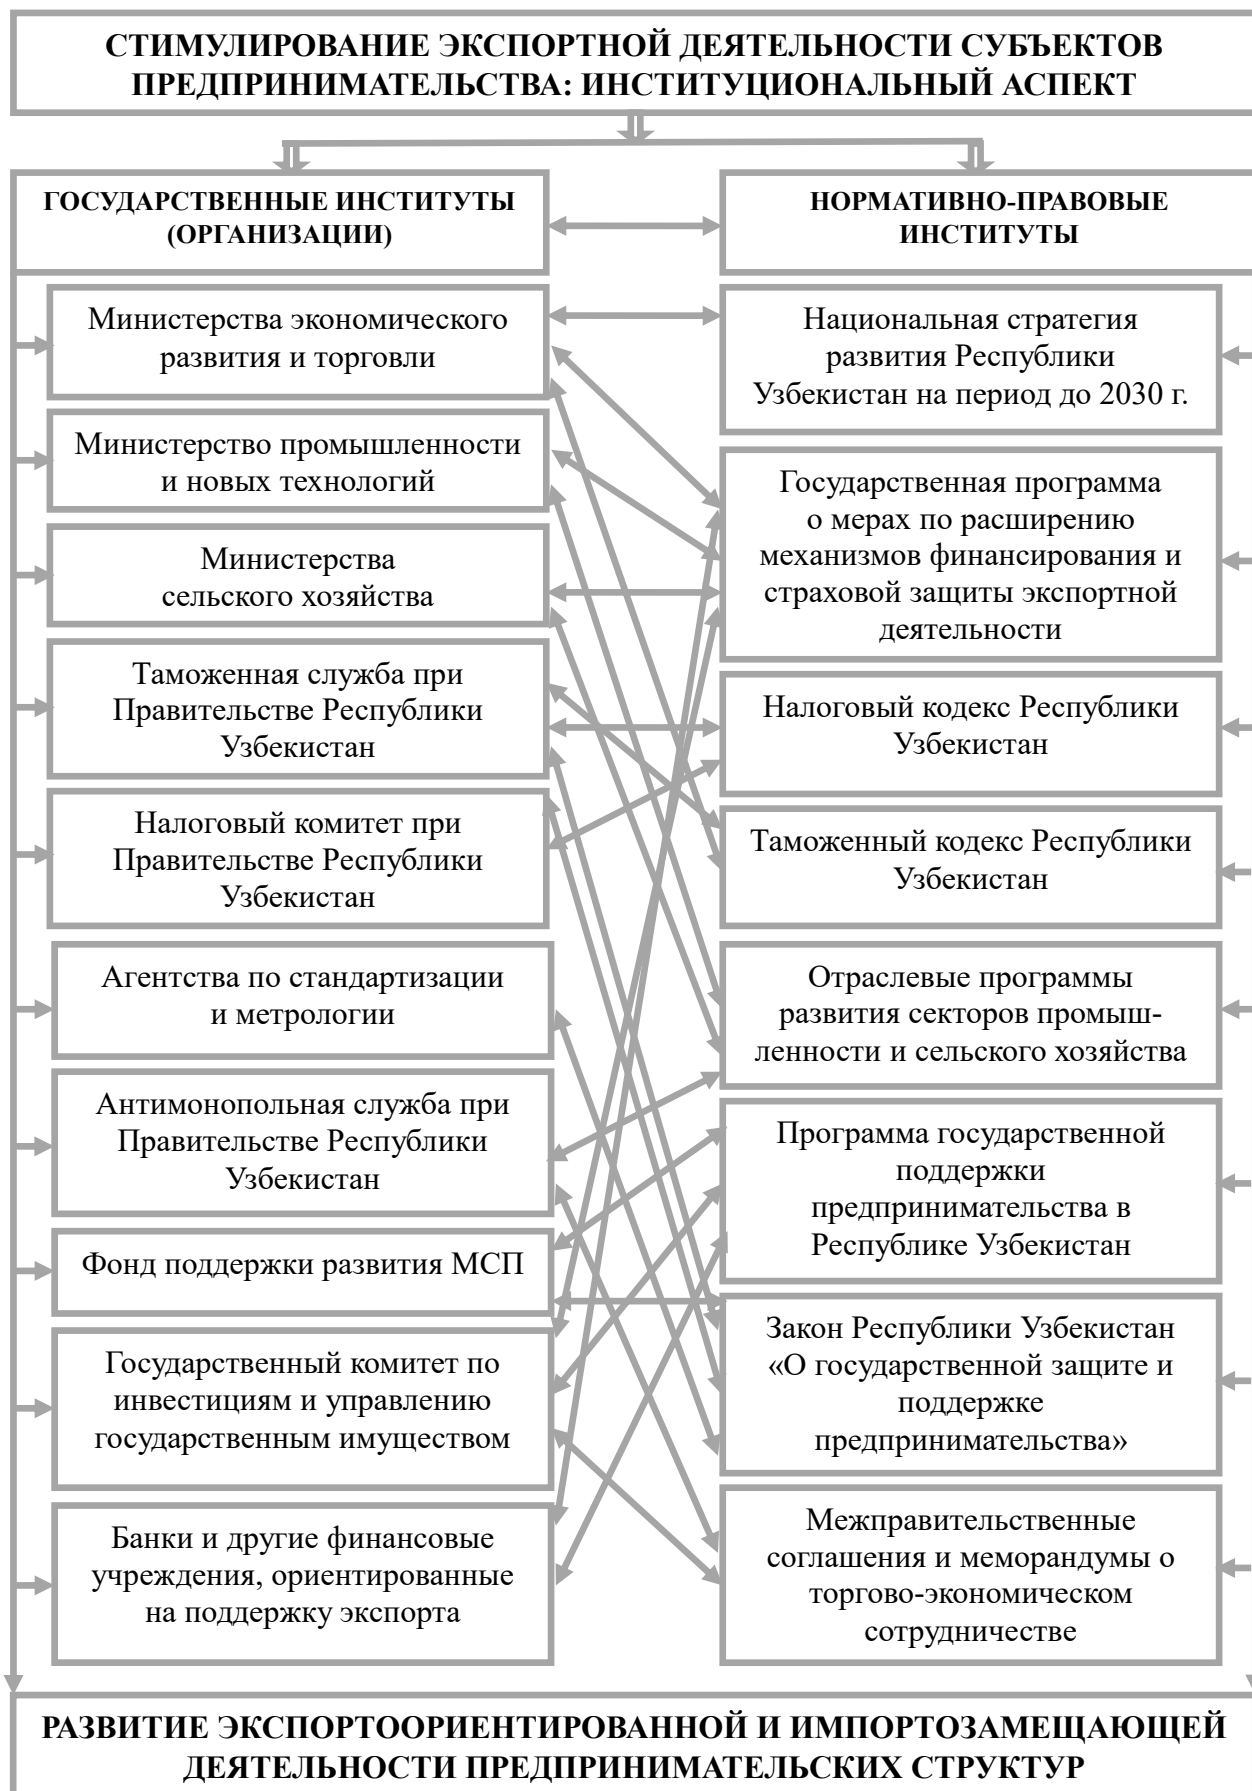 СТИМУЛИРОВАНИЕ ЭКСПОРТНОЙ ДЕЯТЕЛЬНОСТИ СУБЪЕКТОВ
ПРЕДПРИНИМАТЕЛЬСТВА: ИНСТИТУЦИОНАЛЬНЫЙ АСПЕКТ
ГОСУДАРСТВЕННЫЕ ИНСТИТУТЫ
(ОРГАНИЗАЦИИ)
Министерства экономического
развития и торговли
Министерство промышленности
и новых технологий
Министерства
сельского хозяйства
Таможенная служба при
Правительстве Республики
Узбекистан
Налоговый комитет при
Правительстве Республики
Узбекистан
Агентства по стандартизации
и метрологии
Антимонопольная служба при
Правительстве Республики
Узбекистан
Фонд поддержки развития МСП
Государственный комитет по
инвестициям и управлению
государственным имуществом
Банки и другие финансовые
учреждения, ориентированные
на поддержку экспорта
НОРМАТИВНО-ПРАВОВЫЕ
ИНСТИТУТЫ
Национальная стратегия
развития Республики
Узбекистан на период до 2030 г.
Государственная программа
о мерах по расширению
механизмов финансирования и
страховой защиты экспортной
деятельности
Налоговый кодекс Республики
Узбекистан
Таможенный кодекс Республики
Узбекистан
Отраслевые программы
развития секторов промыш-
ленности и сельского хозяйства
Программа государственной
поддержки
предпринимательства в
Республике Узбекистан
Закон Республики Узбекистан
«О государственной защите и
поддержке
предпринимательства»
Межправительственные
соглашения и меморандумы о
торгово-экономическом
сотрудничестве
РАЗВИТИЕ ЭКСПОРТООРИЕНТИРОВАННОЙ И ИМПОРТОЗАМЕЩАЮЩЕЙ
ДЕЯТЕЛЬНОСТИ ПРЕДПРИНИМАТЕЛЬСКИХ СТРУКТУР